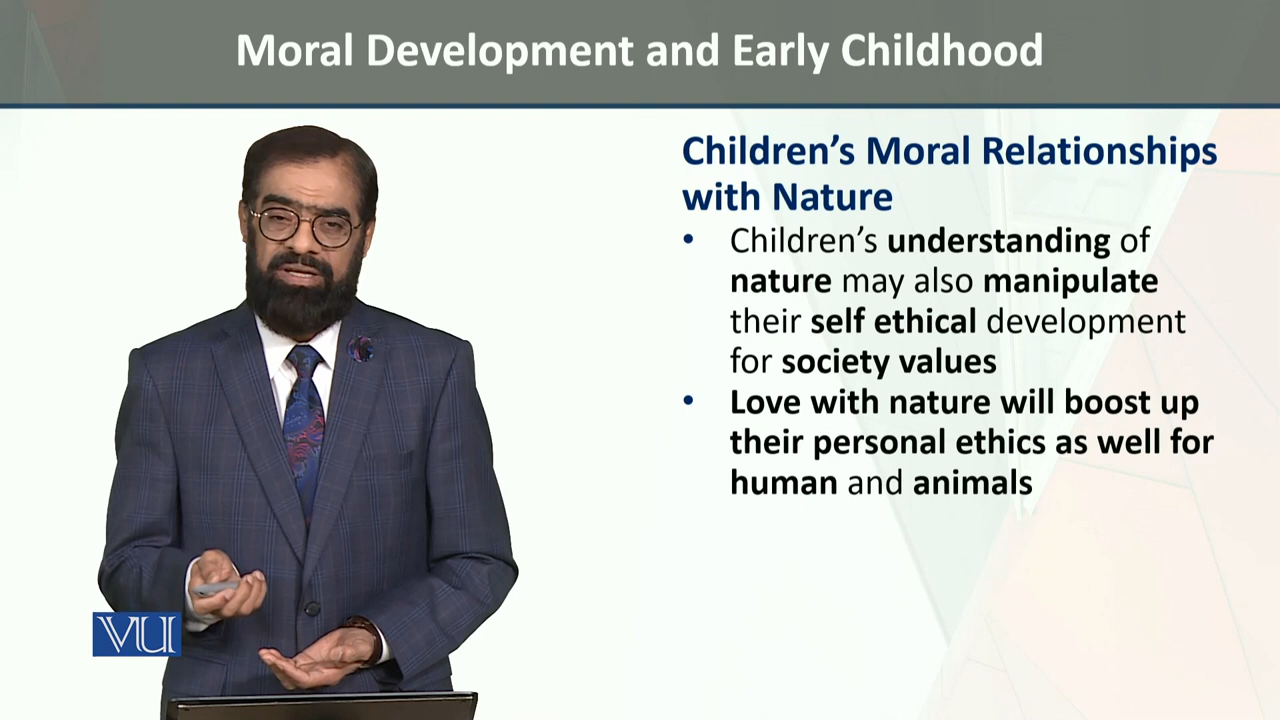 Moral Development and Early Childhood
Children’s Moral Relationships
with Nature
• Children’s understanding of
nature may also manipulate
their self ethical development
for society values
• Love with nature will boost up
their personal ethics as well for
human and animals
VU